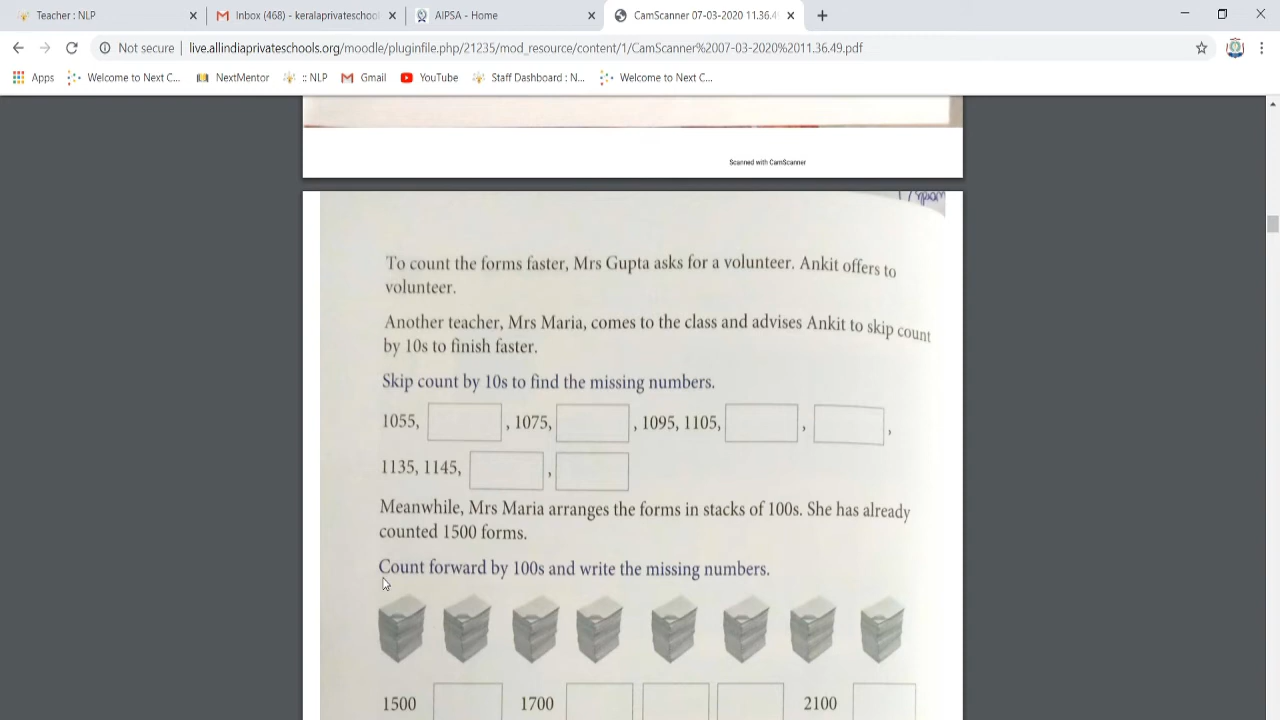 Teacher : NLP
Inbox (468) - keralaprivateschool
AIPSA - Home
CamScanner 07-03-2020 11.36.4
Not secure | live.allindiaprivateschools.org/moodle/pluginfile.php/21235/mod_resource/content/1/CamScanner%2007-03-2020%2011.36.49.pdf
Apps
Welcome to Next C...
NextMentor
:: NLP
Gmail
YouTube
Staff Dashboard : N...
Welcome to Next C...
Scanned with CamScanner
To count the forms faster, Mrs Gupta asks for a volunteer. Ankit offers to
volunteer.
Another teacher, Mrs Maria, comes to the class and advises Ankit to skip count
by 10s to finish faster.
Skip count by 10s to find the missing numbers.
1055, , 1075, , 1095, 1105, , ,
1135, 1145, ,
Meanwhile, Mrs Maria arranges the forms in stacks of 100s. She has already
counted 1500 forms.
Count forward by 100s and write the missing numbers.
1500 1700 2100